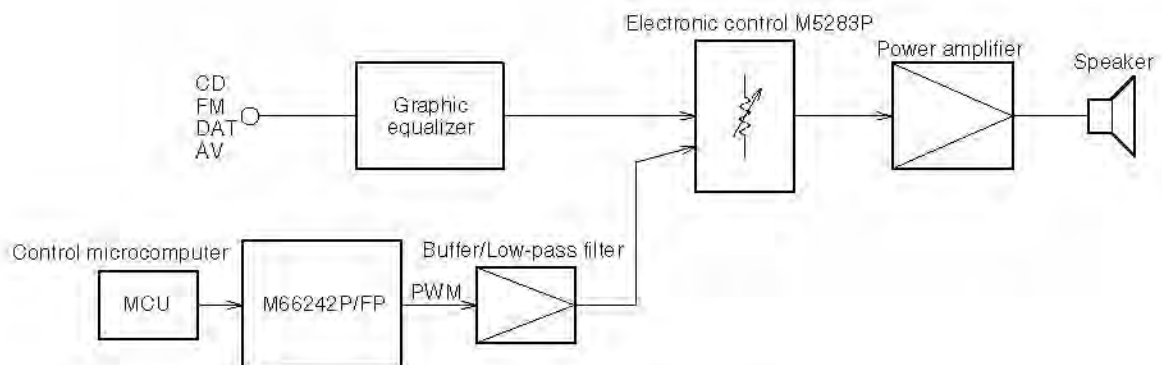 Electronic control M5283P
Power amplifier
Speaker
CD
FM
DAT
AV
Graphic
equalizer
Control microcomputer
Buffer/Low-pass filter
MCU
M66242P/FP
PWM